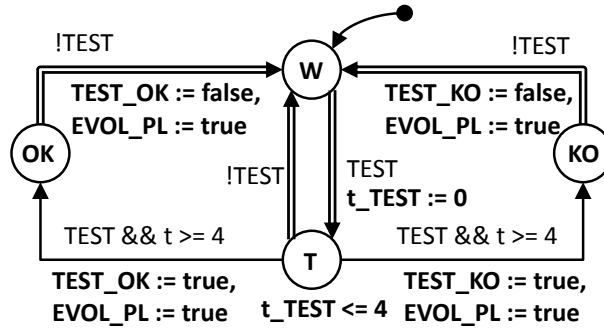 !TEST
!TEST
W
TEST_OK := false,
EVOL_PL := true
TEST_KO := false,
EVOL_PL := true
OK
KO
!TEST
TEST
t_TEST := 0
TEST && t >= 4
TEST && t >= 4
T
TEST_OK := true,
EVOL_PL := true
t_TEST <= 4
TEST_KO := true,
EVOL_PL := true